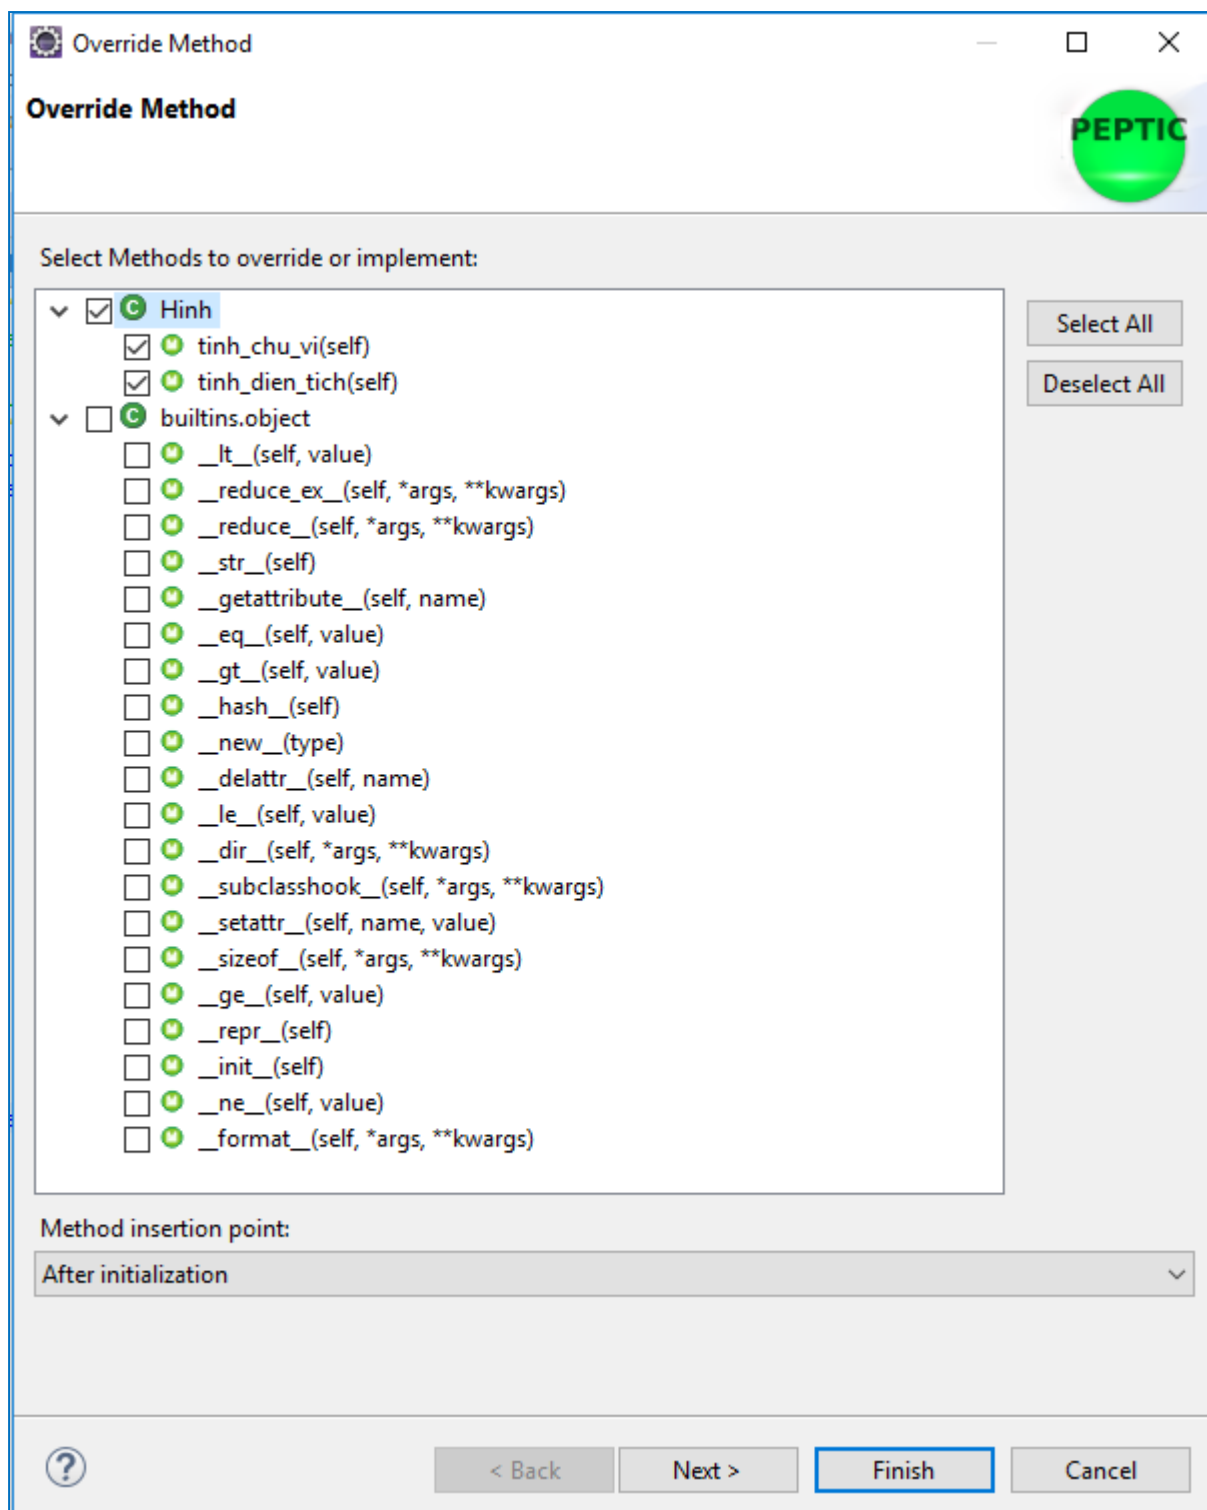 Override Method
Override Method
PEPTIC
Select Methods to override or implement:
C Hinh
M tinh_chu_vi(self)
M tinh_dien_tich(self)
C builtins.object
M __lt__(self, value)
M __reduce_ex__(self, *args, **kwargs)
M __reduce__(self, *args, **kwargs)
M __str__(self)
M __getattribute__(self, name)
M __eq__(self, value)
M __gt__(self, value)
M __hash__(self)
M __new__(type)
M __delattr__(self, name)
M __le__(self, value)
M __dir__(self, *args, **kwargs)
M __subclasshook__(self, *args, **kwargs)
M __setattr__(self, name, value)
M __sizeof__(self, *args, **kwargs)
M __ge__(self, value)
M __repr__(self)
M __init__(self)
M __ne__(self, value)
M __format__(self, *args, **kwargs)
Select All
Deselect All
Method insertion point:
After initialization
? < Back Next > Finish Cancel